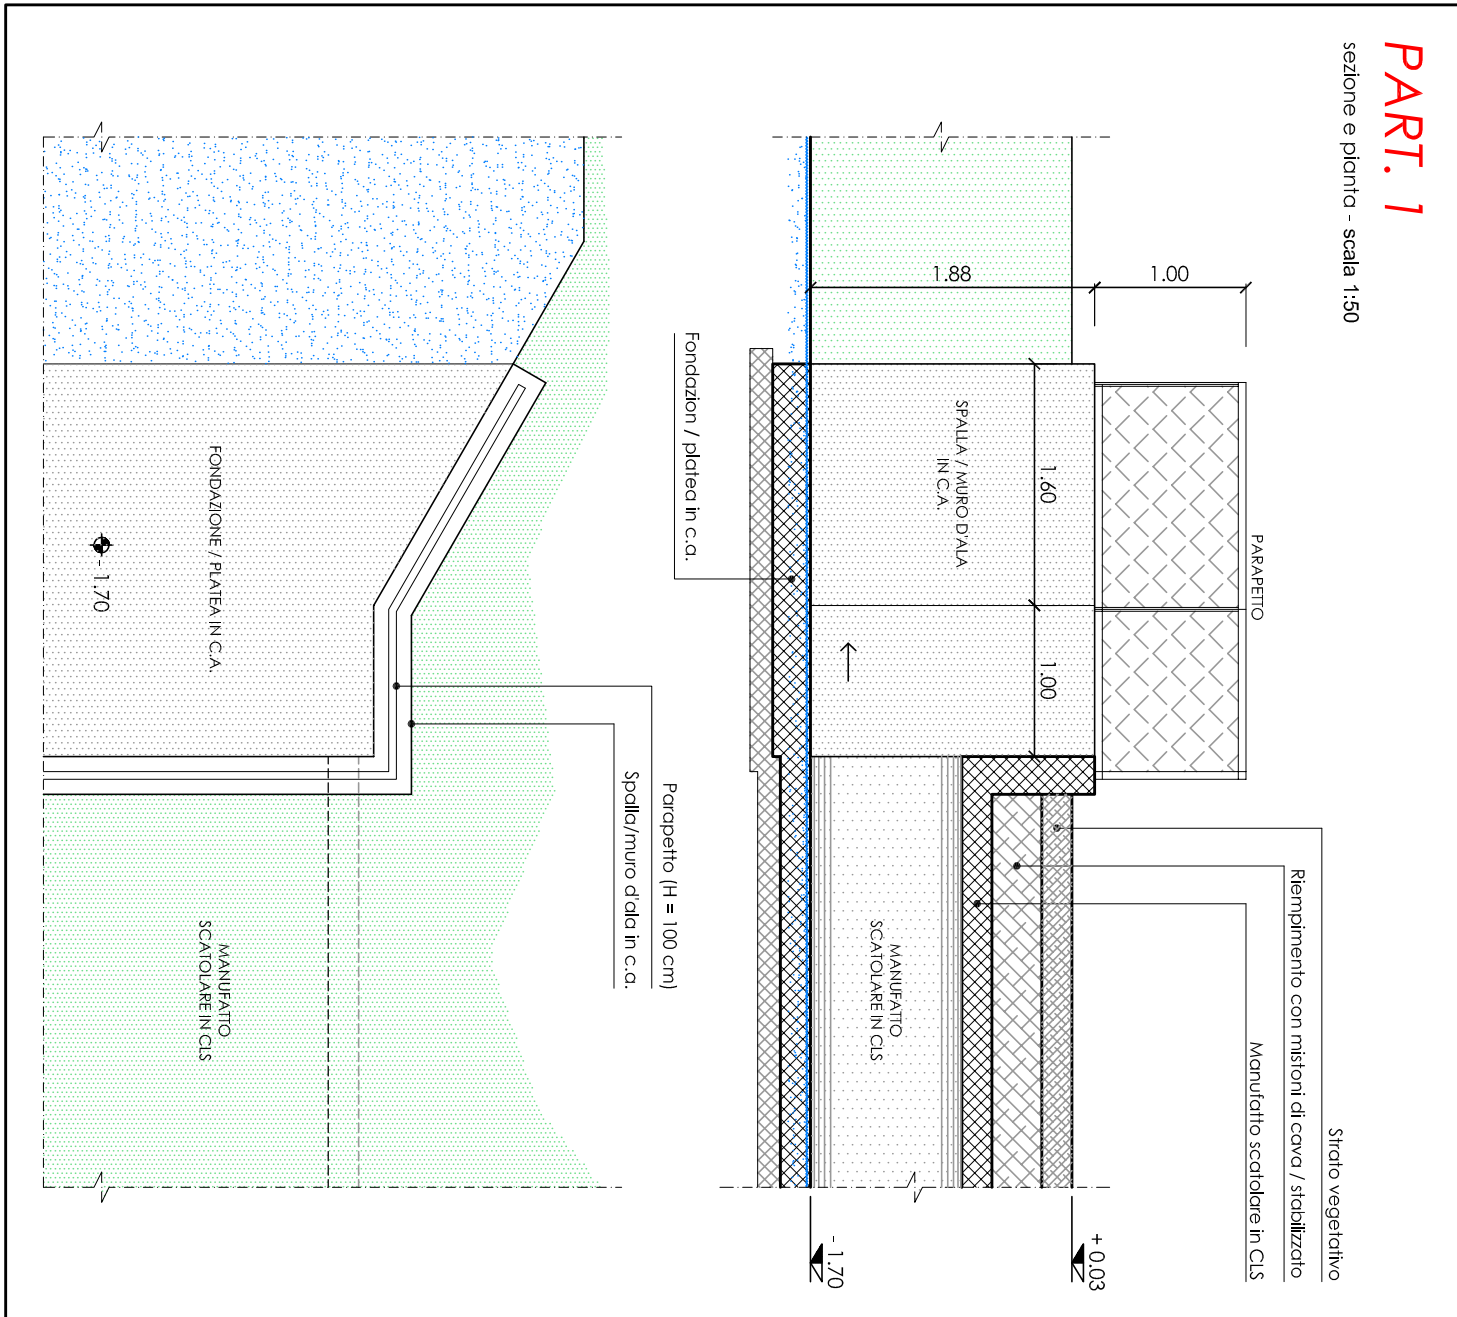 PART. 1
sezione e pianta - scala 1:50
1.88
1.00
PARAPETTO
SPALLA / MURO D'ALA
IN C.A.
1.60
1.00
Fondazion / platea in c.a.
MANUFATTO
SCATOLARE IN CLS
Strato vegetativo
Riempimento con mistoni di cava / stabilizzato
Manufatto scatolare in CLS
+ 0.03
- 1.70
FONDAZIONE / PLATEA IN C.A.
- 1.70
Parapetto (H = 100 cm)
Spalla/muro d'ala in c.a.
MANUFATTO
SCATOLARE IN CLS